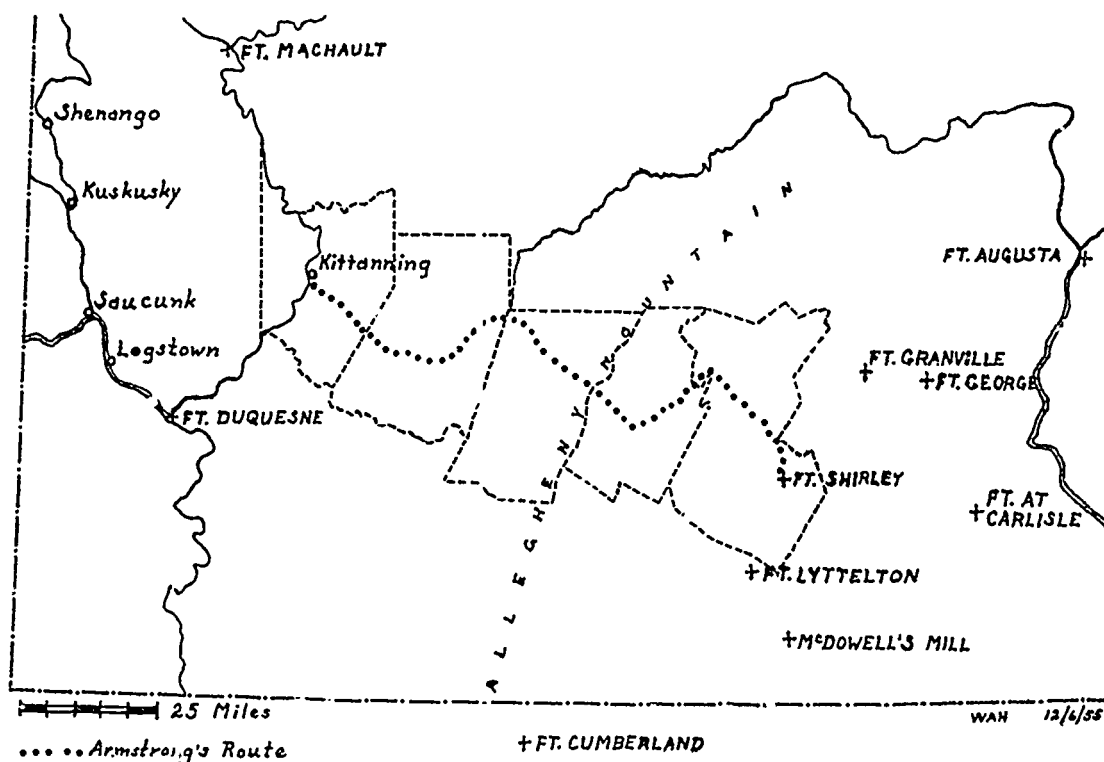 FT. MACHAULT
Shenango
Kuskusky
Kittanning
FT. AUGUSTA
Saucunk
Logstown
FT. GRANVILLE
FT. GEORGE
FT. DUQUESNE
FT. SHIRLEY
FT. AT
CARLISLE
FT. LYTTELTON
McDOWELL'S MILL
ALLEGHENY MOUNTAIN
25 Miles
WAH 12/6/55
Armstrong's Route
FT. CUMBERLAND